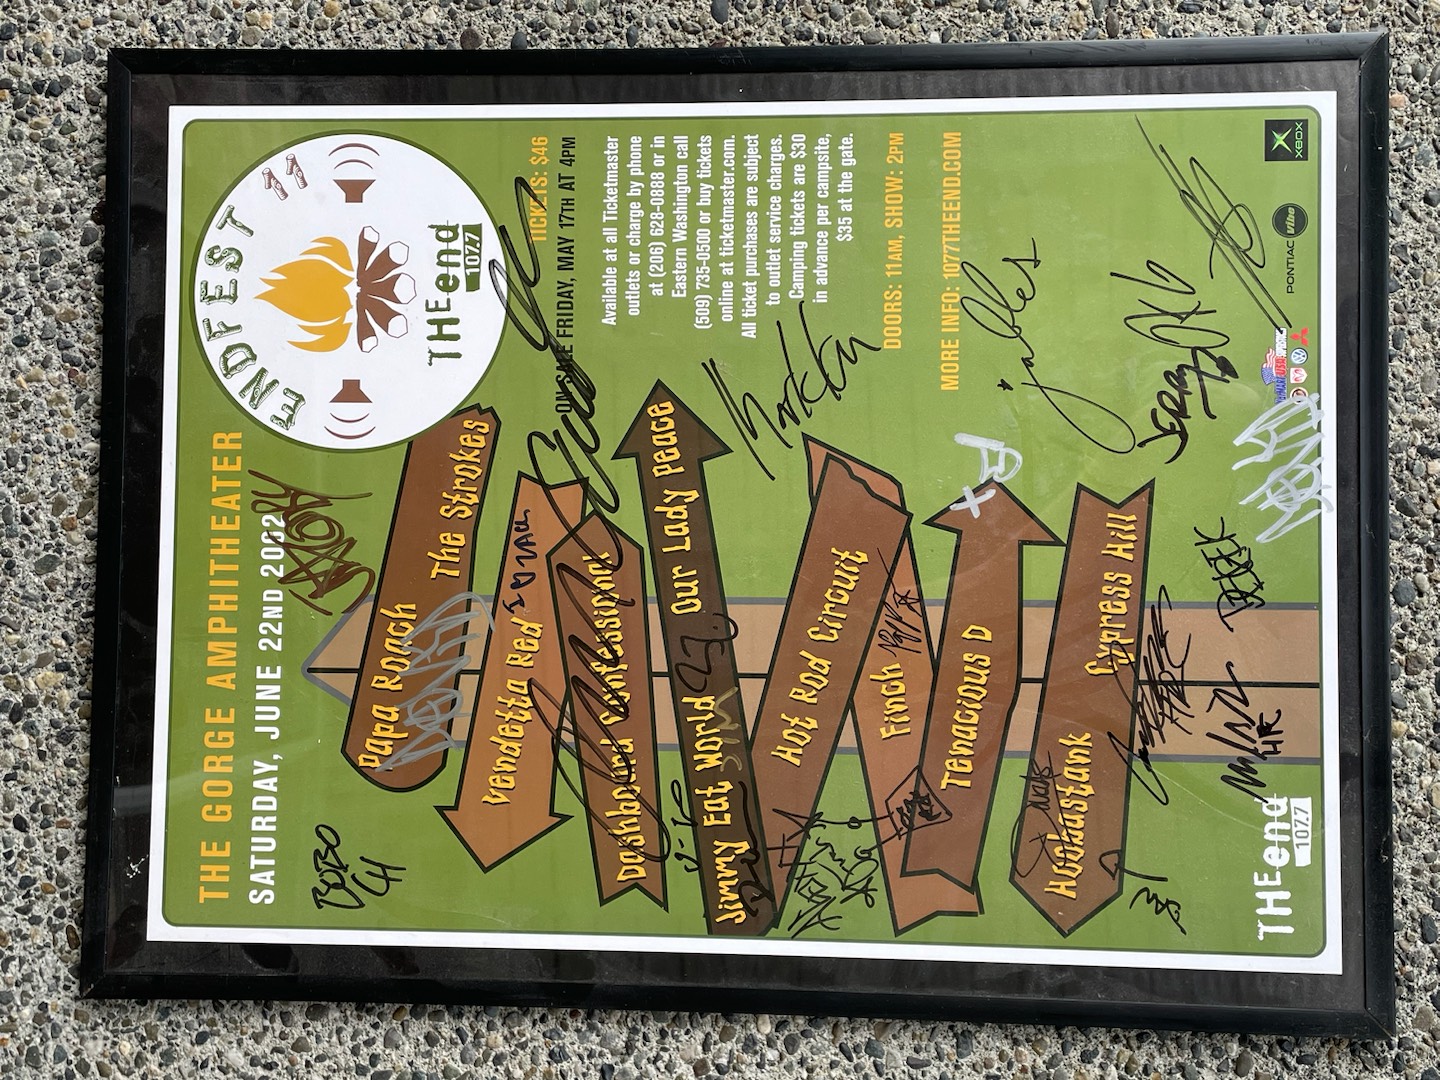 THE GORGE AMPHITHEATER
SATURDAY, JUNE 22ND 2002
ENDFEST 11
THE end
107.7
TICKETS: $46
ON SALE FRIDAY, MAY 17TH AT 4PM
Available at all Ticketmaster
outlets or charge by phone
at (206) 628-0888 or in
Eastern Washington call
(509) 735-0500 or buy tickets
online at ticketmaster.com.
All ticket purchases are subject
to outlet service charges.
Camping tickets are $30
in advance per campsite,
$35 at the gate.
DOORS: 11AM, SHOW: 2PM
MORE INFO: 1077THEEND.COM
Papa Roach
The Strokes
Vendetta Red
Dashboard Confessional
Jimmy Eat World
Our Lady Peace
Hot Rod Circuit
Finch
Tenacious D
Hoobastank
Cypress Hill
BOBO
CH
jables
JERRY
DEREK
THE end
107.7
PONTIAC vibe
XBOX